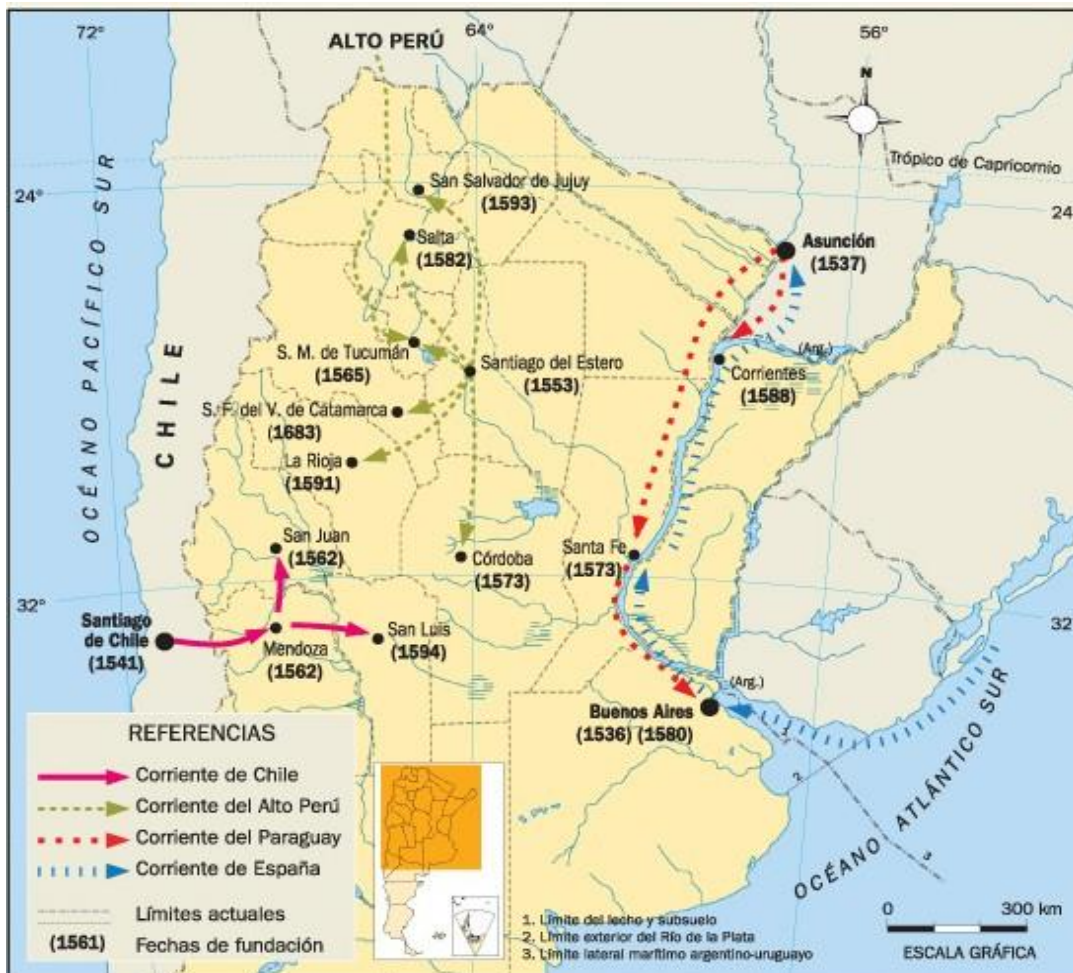 72°
64°
56°
ALTO PERÚ
N
Trópico de Capricornio
24°
24°
OCÉANO PACÍFICO SUR
CHILE
San Salvador de Jujuy
(1593)
Salta
(1582)
Asunción
(1537)
S. M. de Tucumán
(1565)
Santiago del Estero
(1553)
(Arg.)
Corrientes
(1588)
S. F. del V. de Catamarca
(1683)
La Rioja
(1591)
San Juan
(1562)
Córdoba
(1573)
Santa Fe
(1573)
32°
32°
Santiago
de Chile
(1541)
Mendoza
(1562)
San Luis
(1594)
(Arg.)
Buenos Aires
(1536) (1580)
1
2
3
OCÉANO ATLÁNTICO SUR
REFERENCIAS
Corriente de Chile
Corriente del Alto Perú
Corriente del Paraguay
Corriente de España
Límites actuales
(1561) Fechas de fundación
1. Límite del lecho y subsuelo
2. Límite exterior del Río de la Plata
3. Límite lateral marítimo argentino-uruguayo
0 300 km
ESCALA GRÁFICA